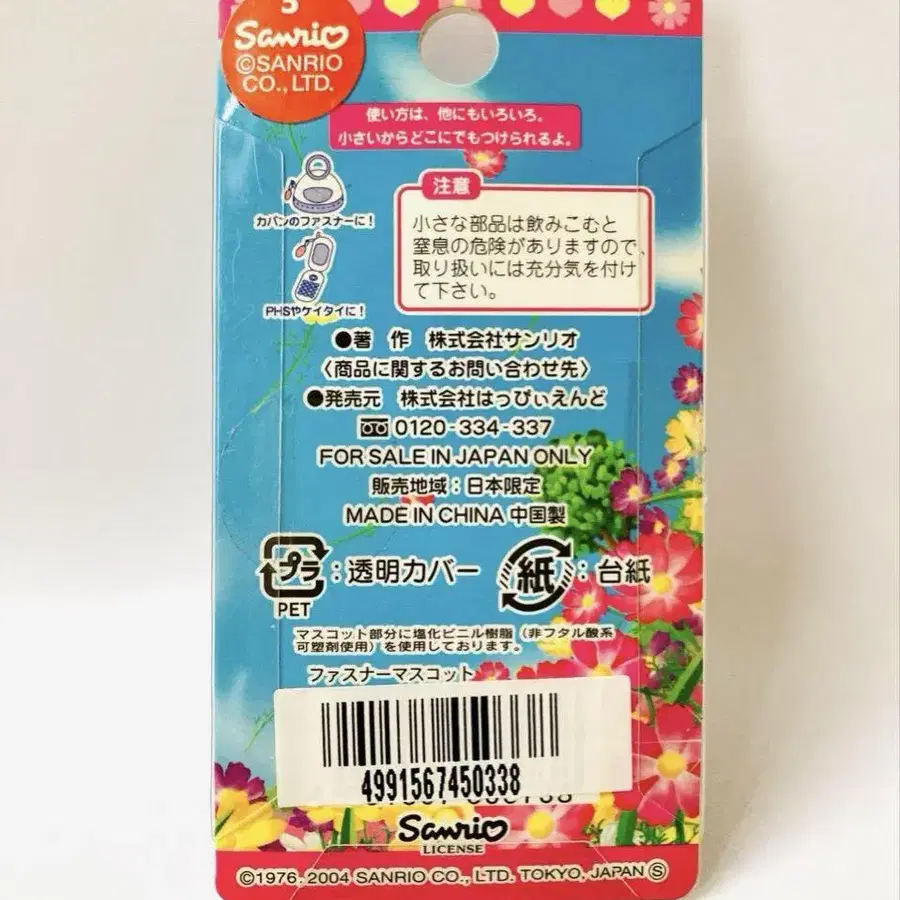 Sanrio
©SANRIO
CO., LTD.
使い方は、他にもいろいろ。
小さいからどこにでもつけられるよ。
カバンのファスナーに!
PHSやケイタイに!
注意
小さな部品は飲みこむと
窒息の危険がありますので、
取り扱いには充分気を付け
て下さい。
●著 作 株式会社サンリオ
〈商品に関するお問い合わせ先〉
●発売元 株式会社はっぴぃえんど
0120-334-337
FOR SALE IN JAPAN ONLY
販売地域:日本限定
MADE IN CHINA 中国製
プラ:透明カバー
PET
紙:台紙
マスコット部分に塩化ビニル樹脂(非フタル酸系
可塑剤使用)を使用しております。
ファスナーマスコット
4991567450338
Sanrio
LICENSE
©1976, 2004 SANRIO CO., LTD. TOKYO, JAPAN Ⓢ